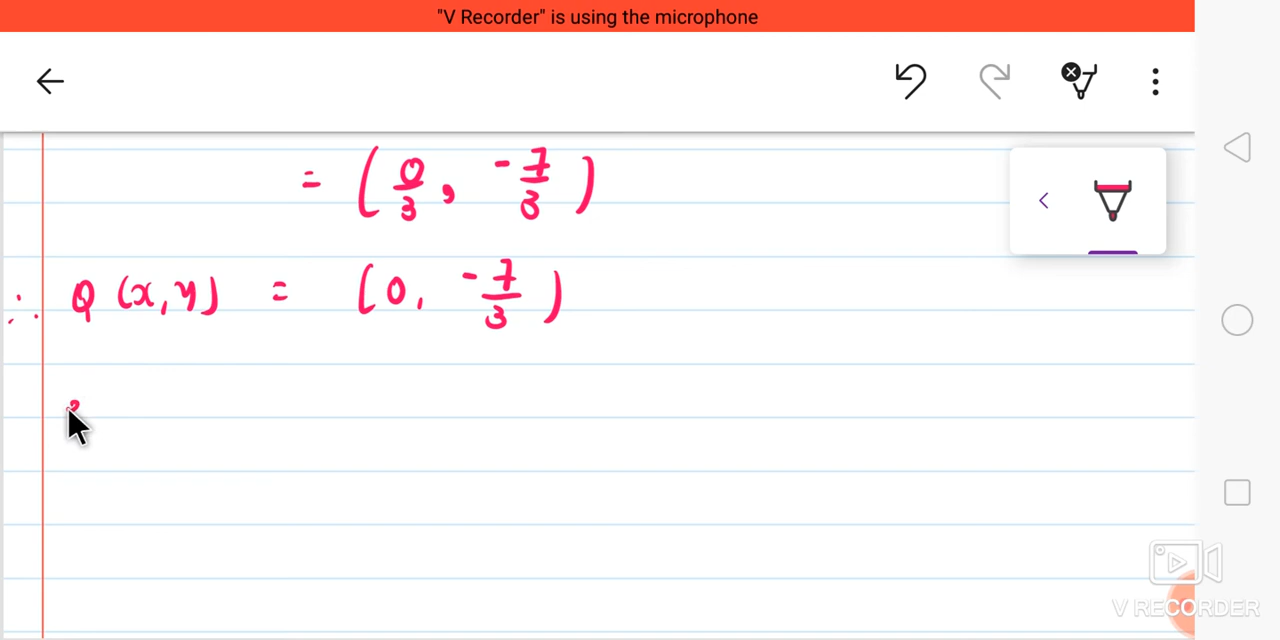 "V Recorder" is using the microphone
= (0/3, -7/3)
∴ Q (x, y) = (0, -7/3)
V RECORDER